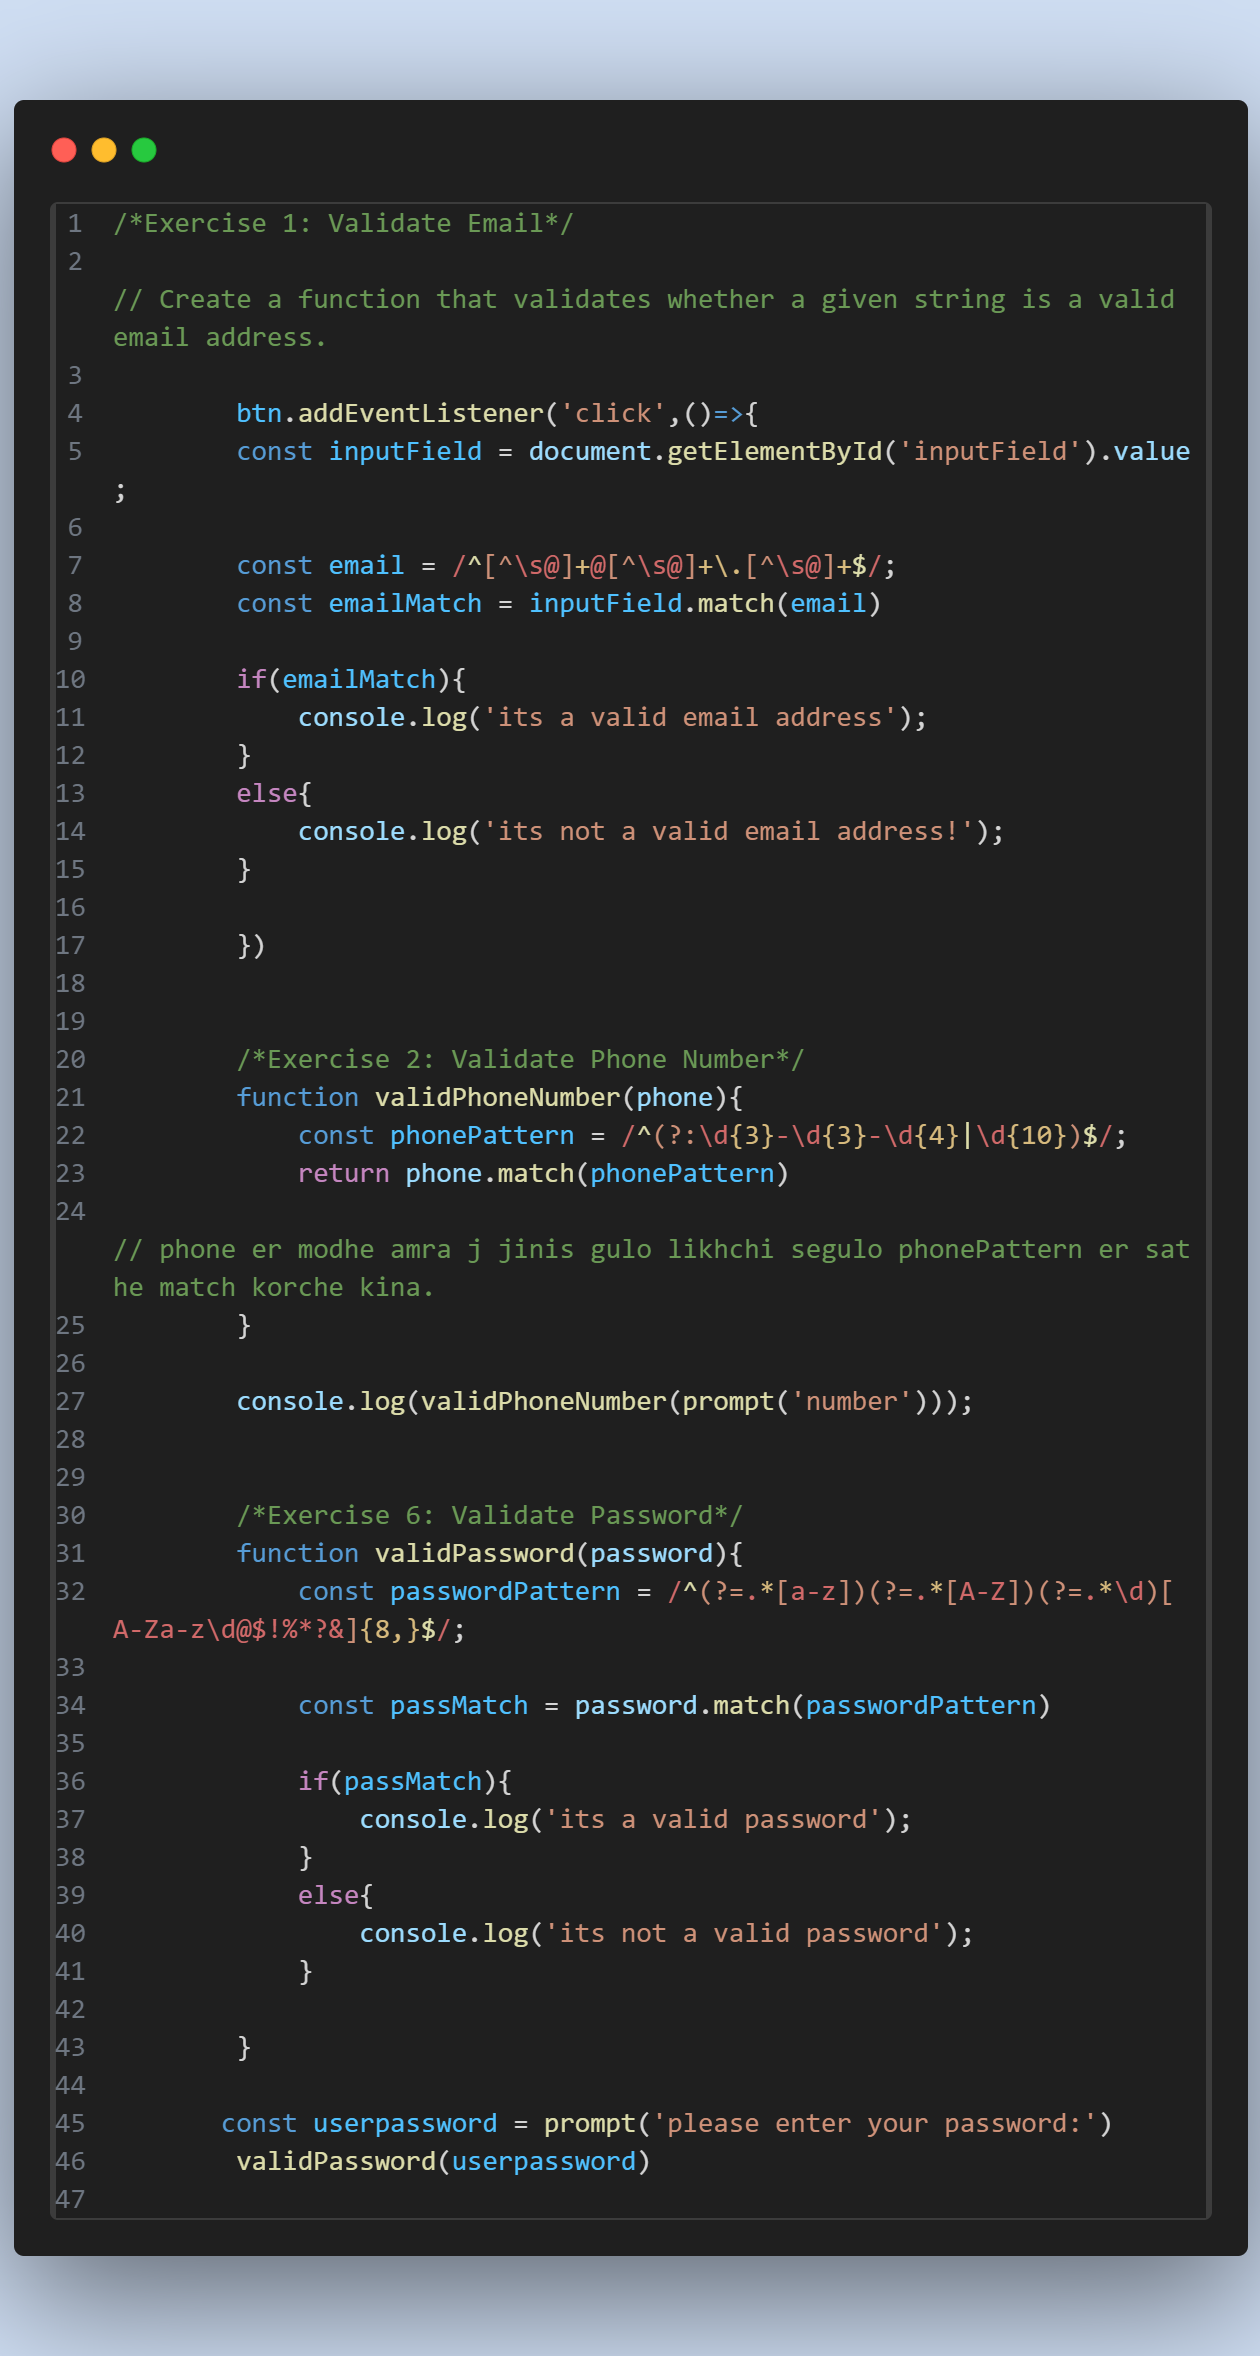 1 /*Exercise 1: Validate Email*/
2
// Create a function that validates whether a given string is a valid
email address.
3
4         btn.addEventListener('click',()=>{
5         const inputField = document.getElementById('inputField').value
;
6
7         const email = /^[^\s@]+@[^\s@]+\.[^\s@]+$/;
8         const emailMatch = inputField.match(email)
9
10         if(emailMatch){
11             console.log('its a valid email address');
12         }
13         else{
14             console.log('its not a valid email address!');
15         }
16
17         })
18
19
20         /*Exercise 2: Validate Phone Number*/
21         function validPhoneNumber(phone){
22             const phonePattern = /^(?:\d{3}-\d{3}-\d{4}|\d{10})$/;
23             return phone.match(phonePattern)
24
// phone er modhe amra j jinis gulo likhchi segulo phonePattern er sat
he match korche kina.
25         }
26
27         console.log(validPhoneNumber(prompt('number')));
28
29
30         /*Exercise 6: Validate Password*/
31         function validPassword(password){
32             const passwordPattern = /^(?=.*[a-z])(?=.*[A-Z])(?=.*\d)[
A-Za-z\d@$!%*?&]{8,}$/;
33
34             const passMatch = password.match(passwordPattern)
35
36             if(passMatch){
37                 console.log('its a valid password');
38             }
39             else{
40                 console.log('its not a valid password');
41             }
42
43         }
44
45        const userpassword = prompt('please enter your password:')
46         validPassword(userpassword)
47